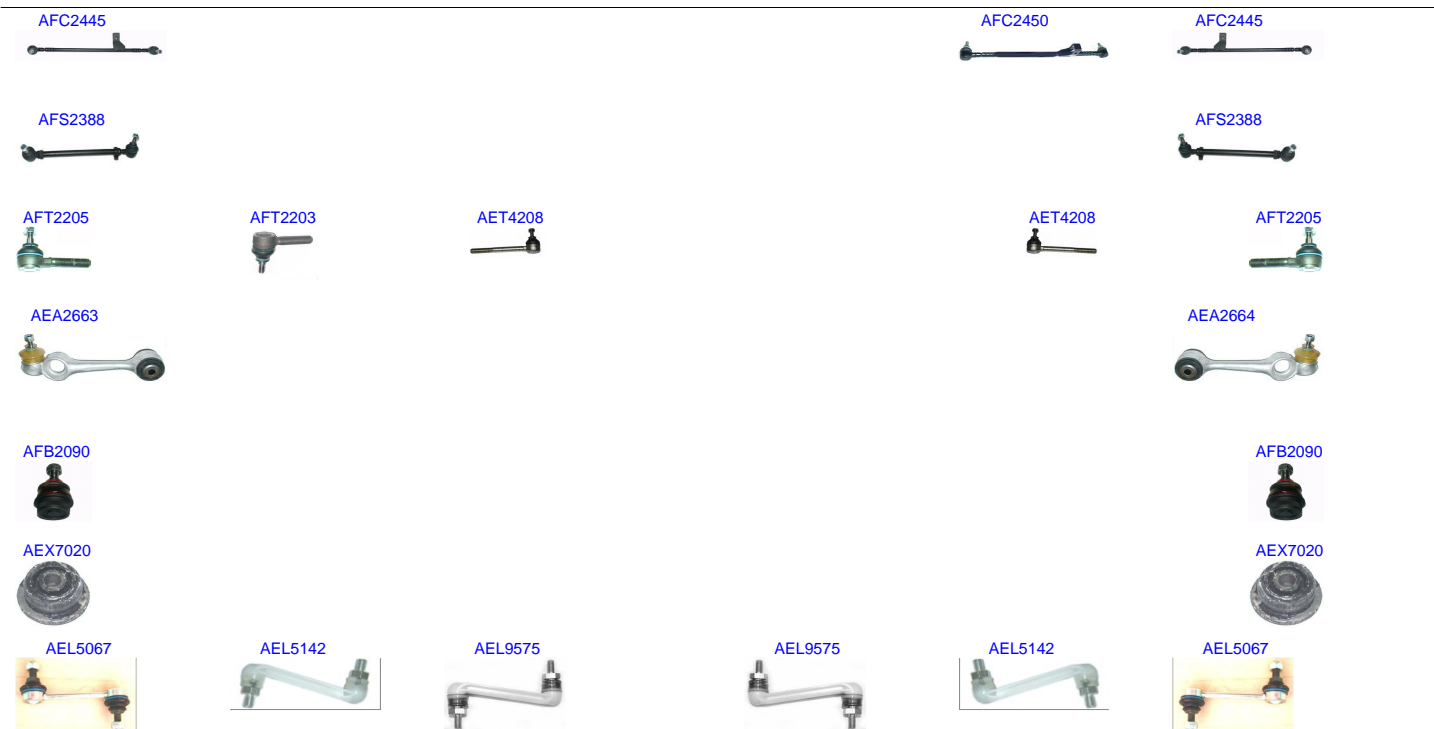 AFC2445 AFC2450 AFC2445
AFS2388 AFS2388
AFT2205 AFT2203 AET4208 AET4208 AFT2205
AEA2663 AEA2664
AFB2090 AFB2090
AEX7020 AEX7020
AEL5067 AEL5142 AEL9575 AEL9575 AEL5142 AEL5067